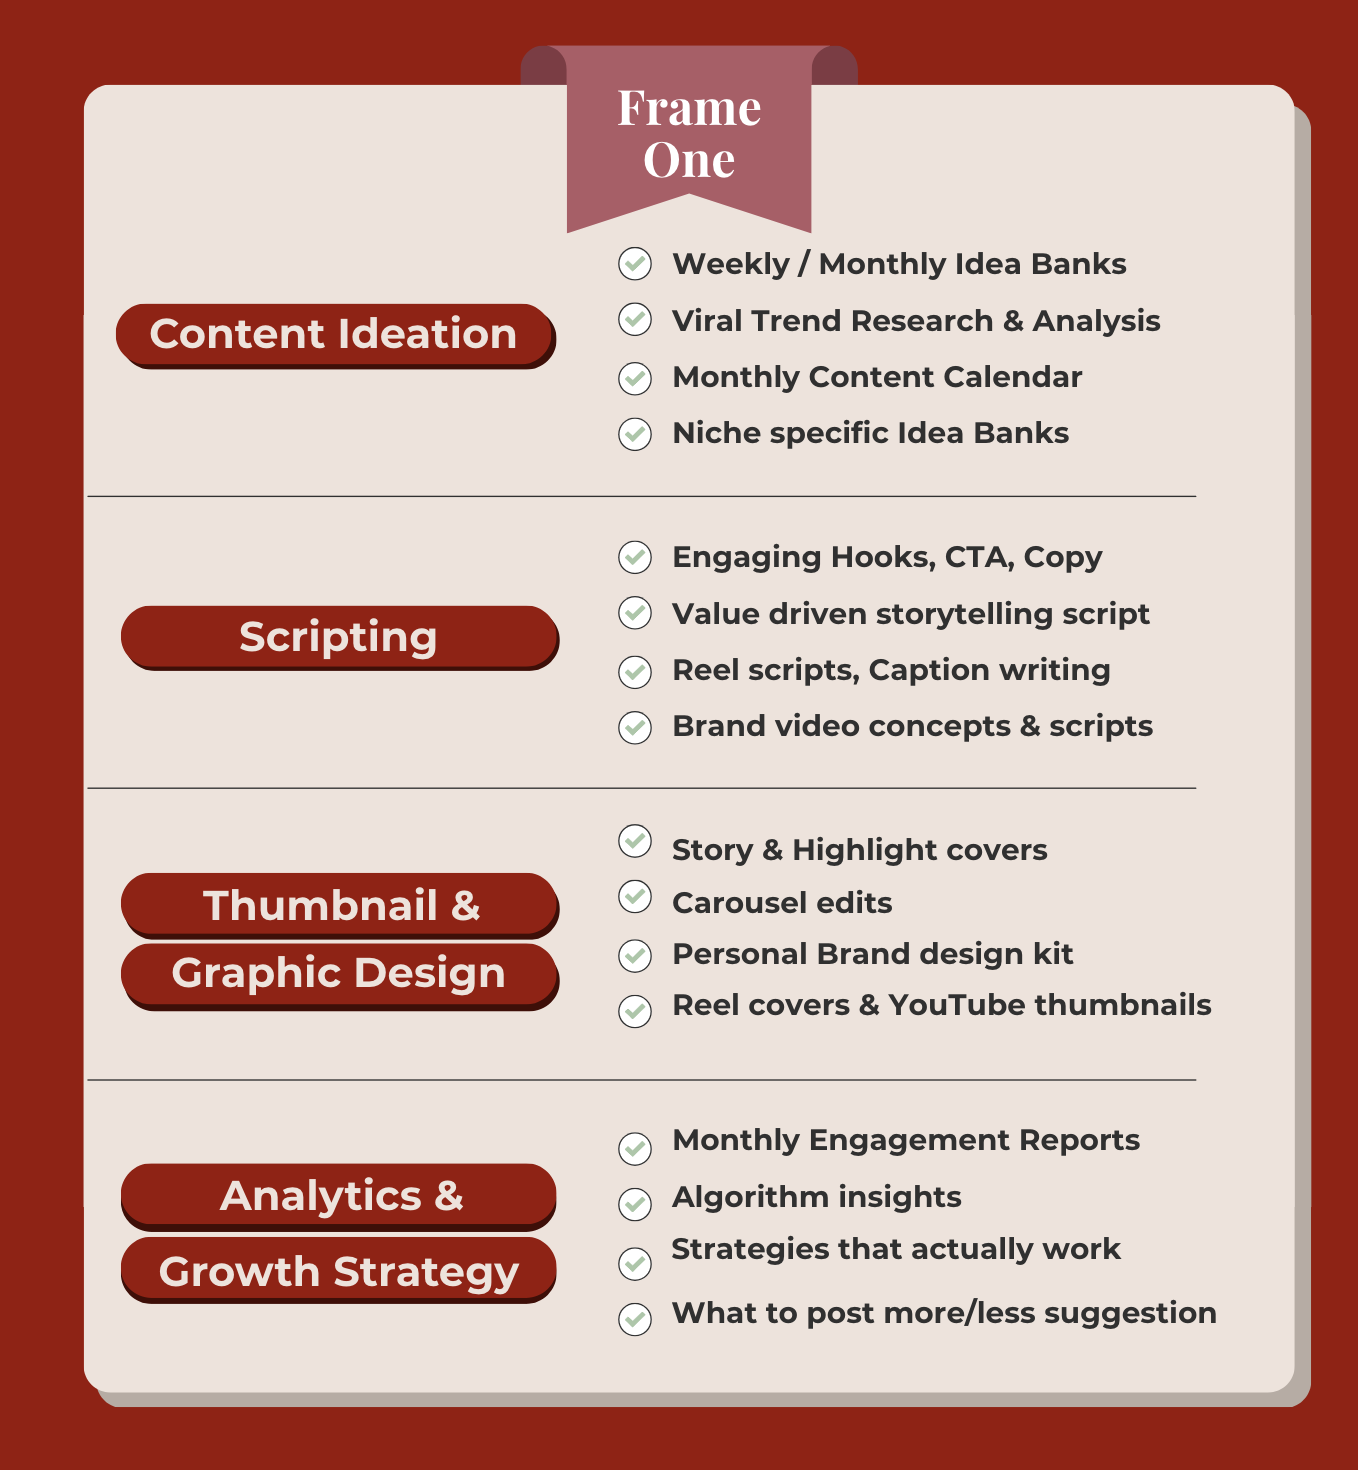 Frame
One
Content Ideation
Weekly / Monthly Idea Banks
Viral Trend Research & Analysis
Monthly Content Calendar
Niche specific Idea Banks
Scripting
Engaging Hooks, CTA, Copy
Value driven storytelling script
Reel scripts, Caption writing
Brand video concepts & scripts
Thumbnail &
Graphic Design
Story & Highlight covers
Carousel edits
Personal Brand design kit
Reel covers & YouTube thumbnails
Analytics &
Growth Strategy
Monthly Engagement Reports
Algorithm insights
Strategies that actually work
What to post more/less suggestion